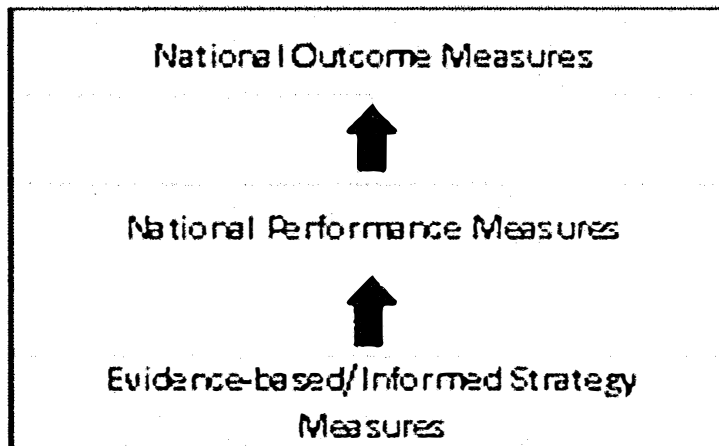 National Outcome Measures
National Performance Measures
Evidence-based/Informed Strategy
Measures